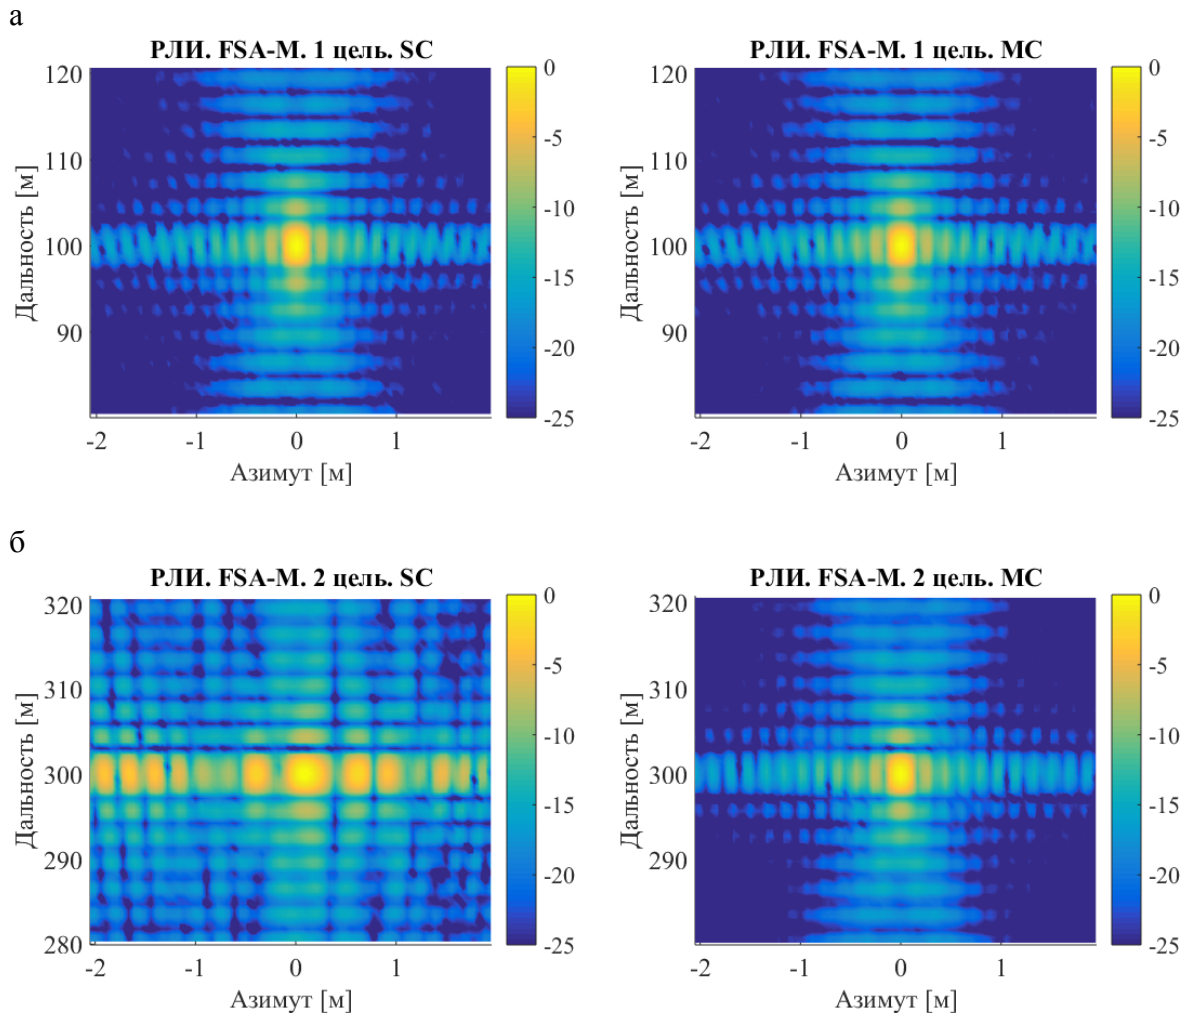 а
РЛИ. FSA-M. 1 цель. SC
РЛИ. FSA-M. 1 цель. MC
120
110
100
90
Дальность [м]
-2 -1 0 1
Азимут [м]
0
-5
-10
-15
-20
-25
120
110
100
90
Дальность [м]
-2 -1 0 1
Азимут [м]
0
-5
-10
-15
-20
-25
б
РЛИ. FSA-M. 2 цель. SC
РЛИ. FSA-M. 2 цель. MC
320
310
300
290
280
Дальность [м]
-2 -1 0 1
Азимут [м]
0
-5
-10
-15
-20
-25
320
310
300
290
280
Дальность [м]
-2 -1 0 1
Азимут [м]
0
-5
-10
-15
-20
-25